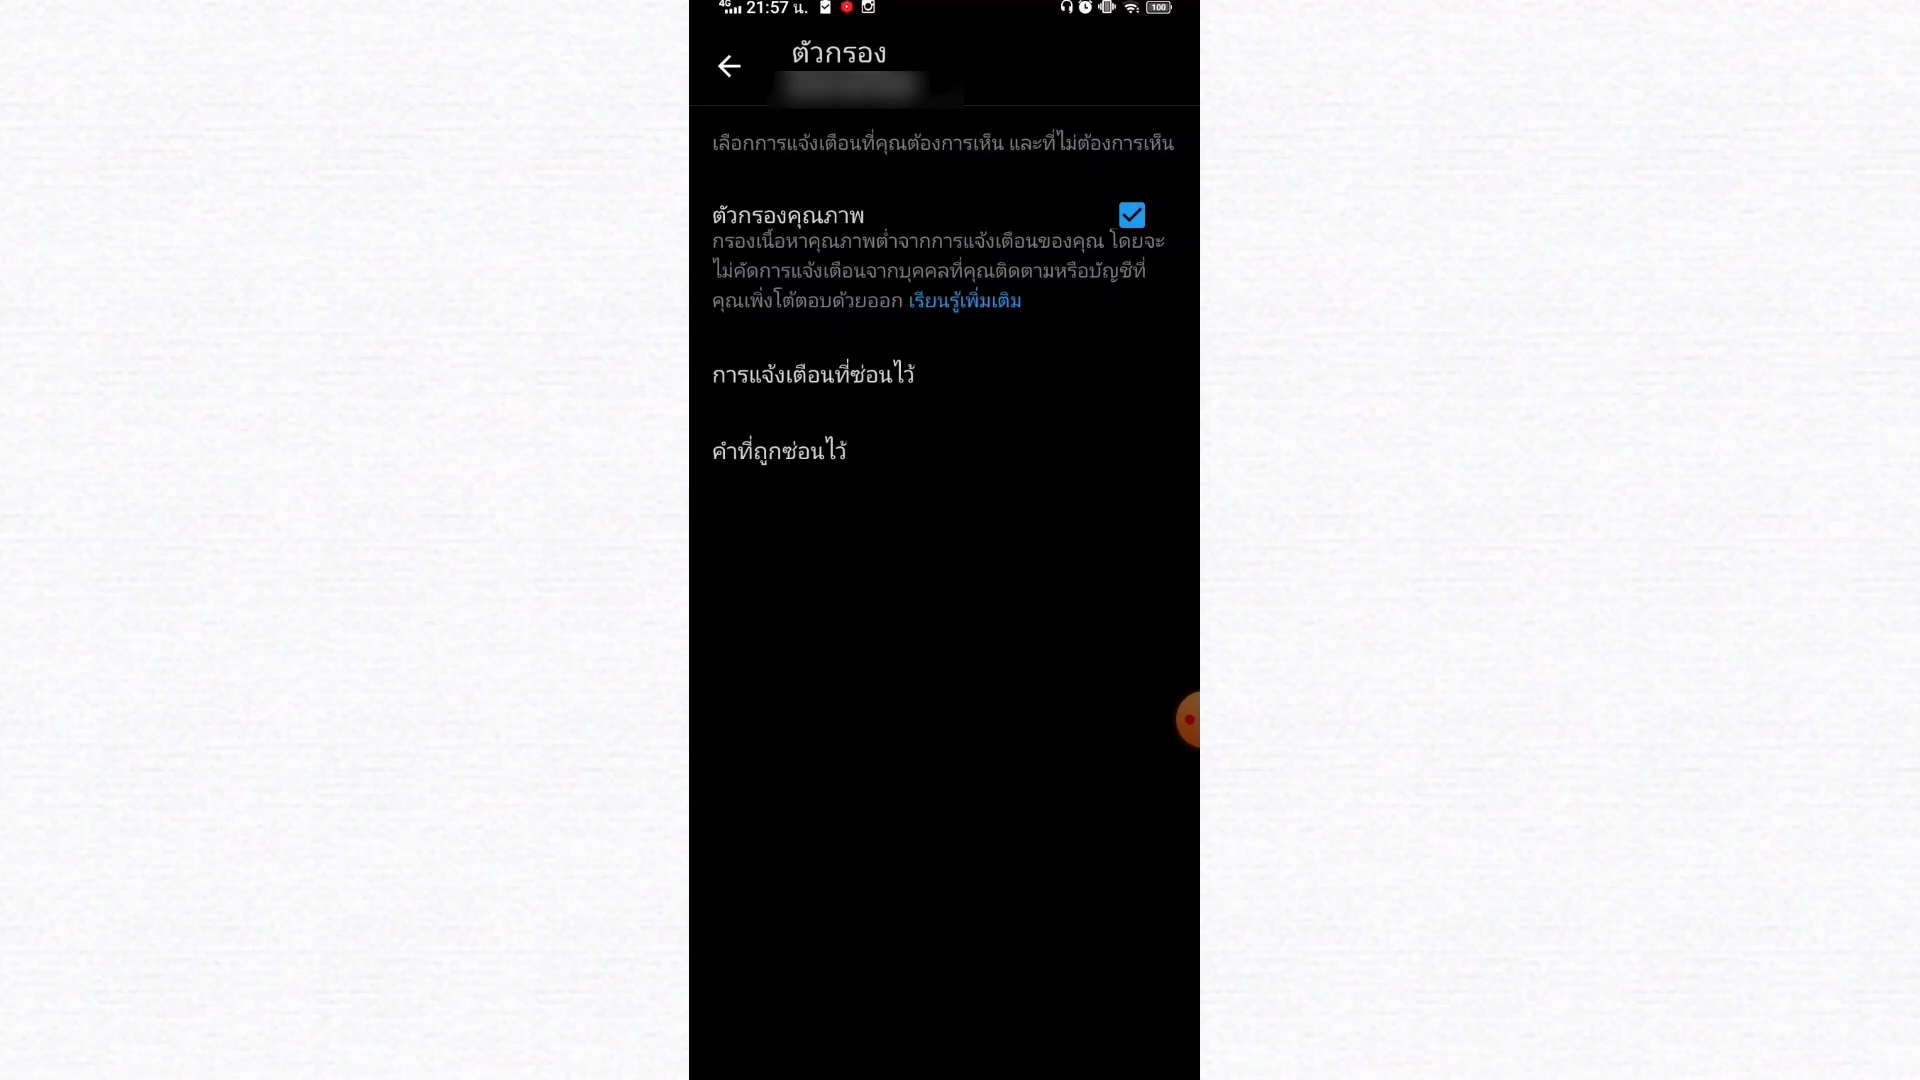 4G 21:57 น. 100
ตัวกรอง
เลือกการแจ้งเตือนที่คุณต้องการเห็น และที่ไม่ต้องการเห็น
ตัวกรองคุณภาพ
กรองเนื้อหาคุณภาพต่ำจากการแจ้งเตือนของคุณ โดยจะ
ไม่คัดการแจ้งเตือนจากบุคคลที่คุณติดตามหรือบัญชีที่
คุณเพิ่งโต้ตอบด้วยออก เรียนรู้เพิ่มเติม
การแจ้งเตือนที่ซ่อนไว้
คำที่ถูกซ่อนไว้